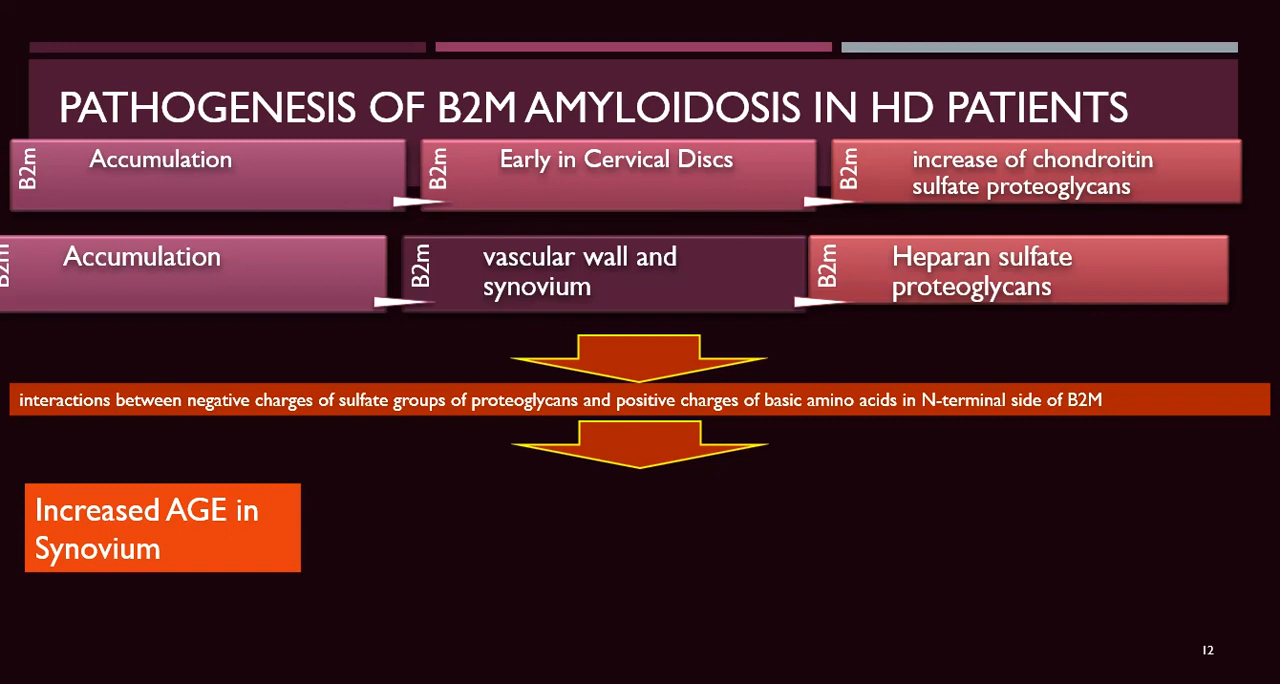 PATHOGENESIS OF B2M AMYLOIDOSIS IN HD PATIENTS
B2m
Accumulation
B2m
Early in Cervical Discs
B2m
increase of chondroitin
sulfate proteoglycans
B2m
Accumulation
B2m
vascular wall and
synovium
B2m
Heparan sulfate
proteoglycans
interactions between negative charges of sulfate groups of proteoglycans and positive charges of basic amino acids in N-terminal side of B2M
Increased AGE in
Synovium
12